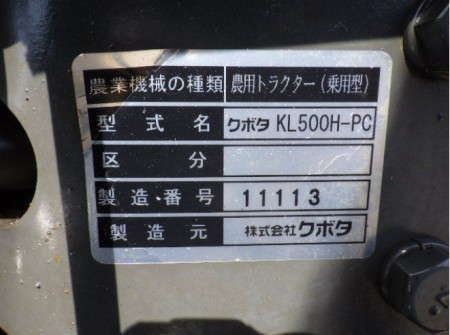 農業機械の種類 農用トラクター(乗用型)
型式名 クボタ KL500H-PC
区分
製造・番号 11113
製造元 株式会社クボタ